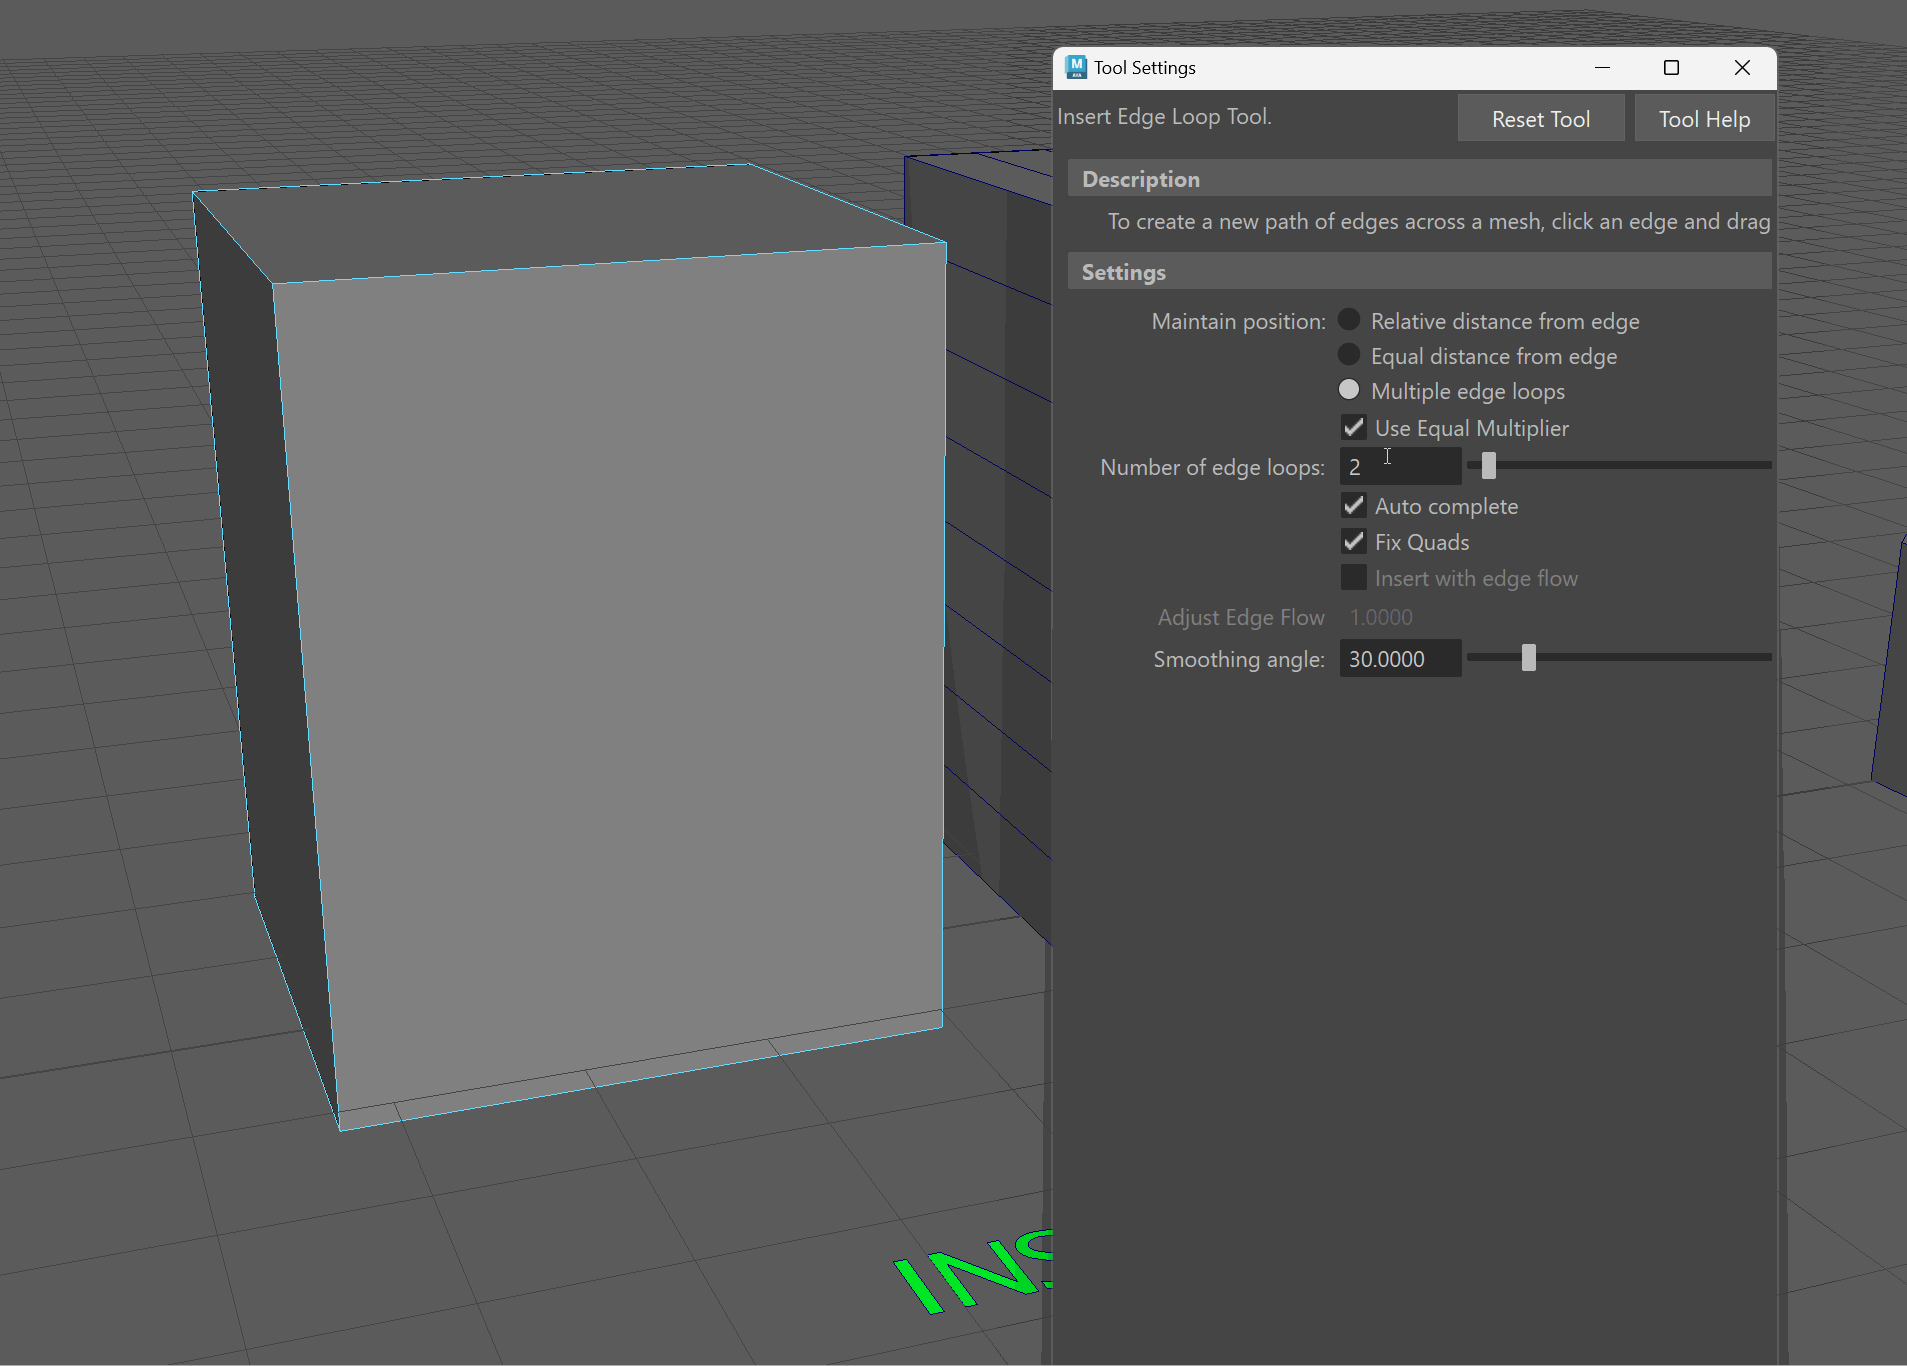 Tool Settings
Insert Edge Loop Tool.
Reset Tool
Tool Help
Description
To create a new path of edges across a mesh, click an edge and drag
Settings
Maintain position:
Relative distance from edge
Equal distance from edge
Multiple edge loops
Use Equal Multiplier
Number of edge loops: 2
Auto complete
Fix Quads
Insert with edge flow
Adjust Edge Flow 1.0000
Smoothing angle: 30.0000
INS